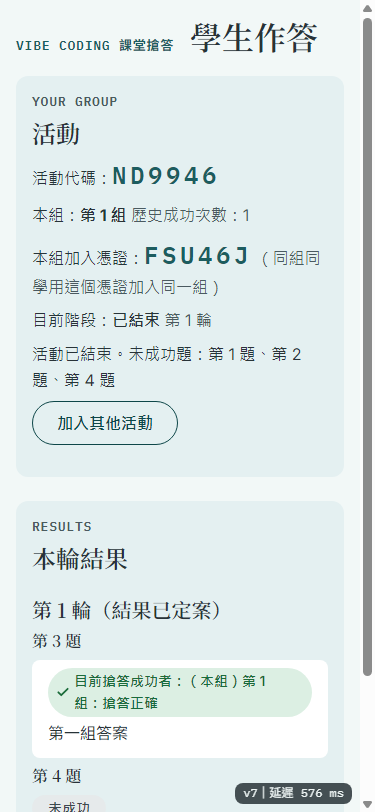 VIBE CODING 課堂搶答 學生作答
YOUR GROUP
活動
活動代碼：ND9946
本組：第 1 組 歷史成功次數：1
本組加入憑證：FSU46J （同組同
學用這個憑證加入同一組）
目前階段：已結束 第 1 輪
活動已結束。未成功題：第 1 題、第 2
題、第 4 題
加入其他活動
RESULTS
本輪結果
第 1 輪（結果已定案）
第 3 題
目前搶答成功者：（本組）第 1
組：搶答正確
第一組答案
第 4 題
未成功
v7 | 延遲 576 ms